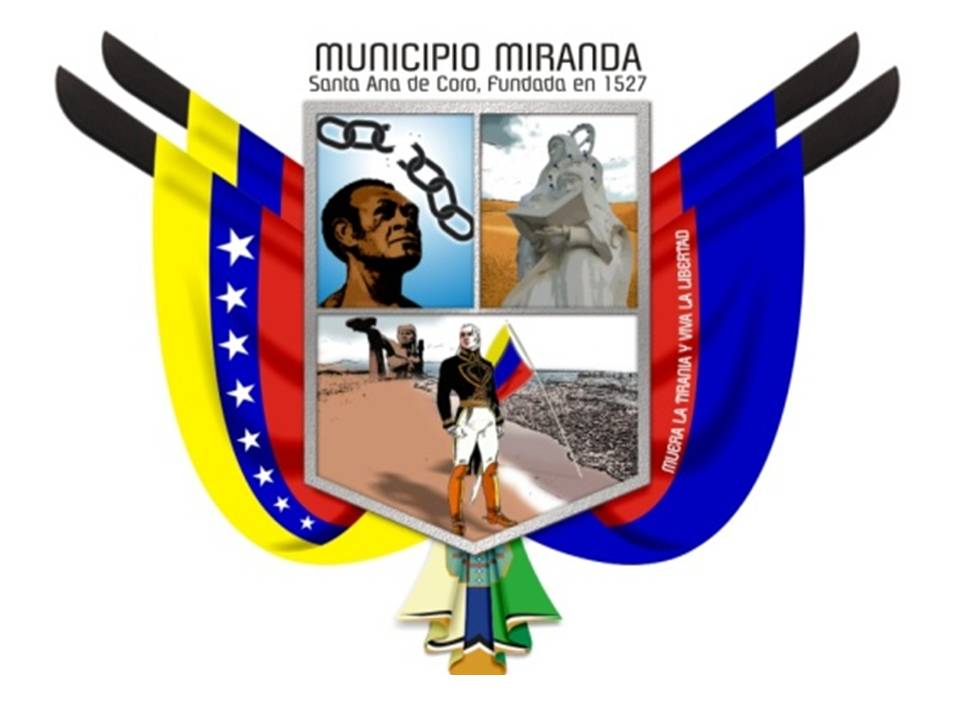 MUNICIPIO MIRANDA
Santa Ana de Coro, Fundada en 1527
MUERA LA TIRANIA Y VIVA LA LIBERTAD